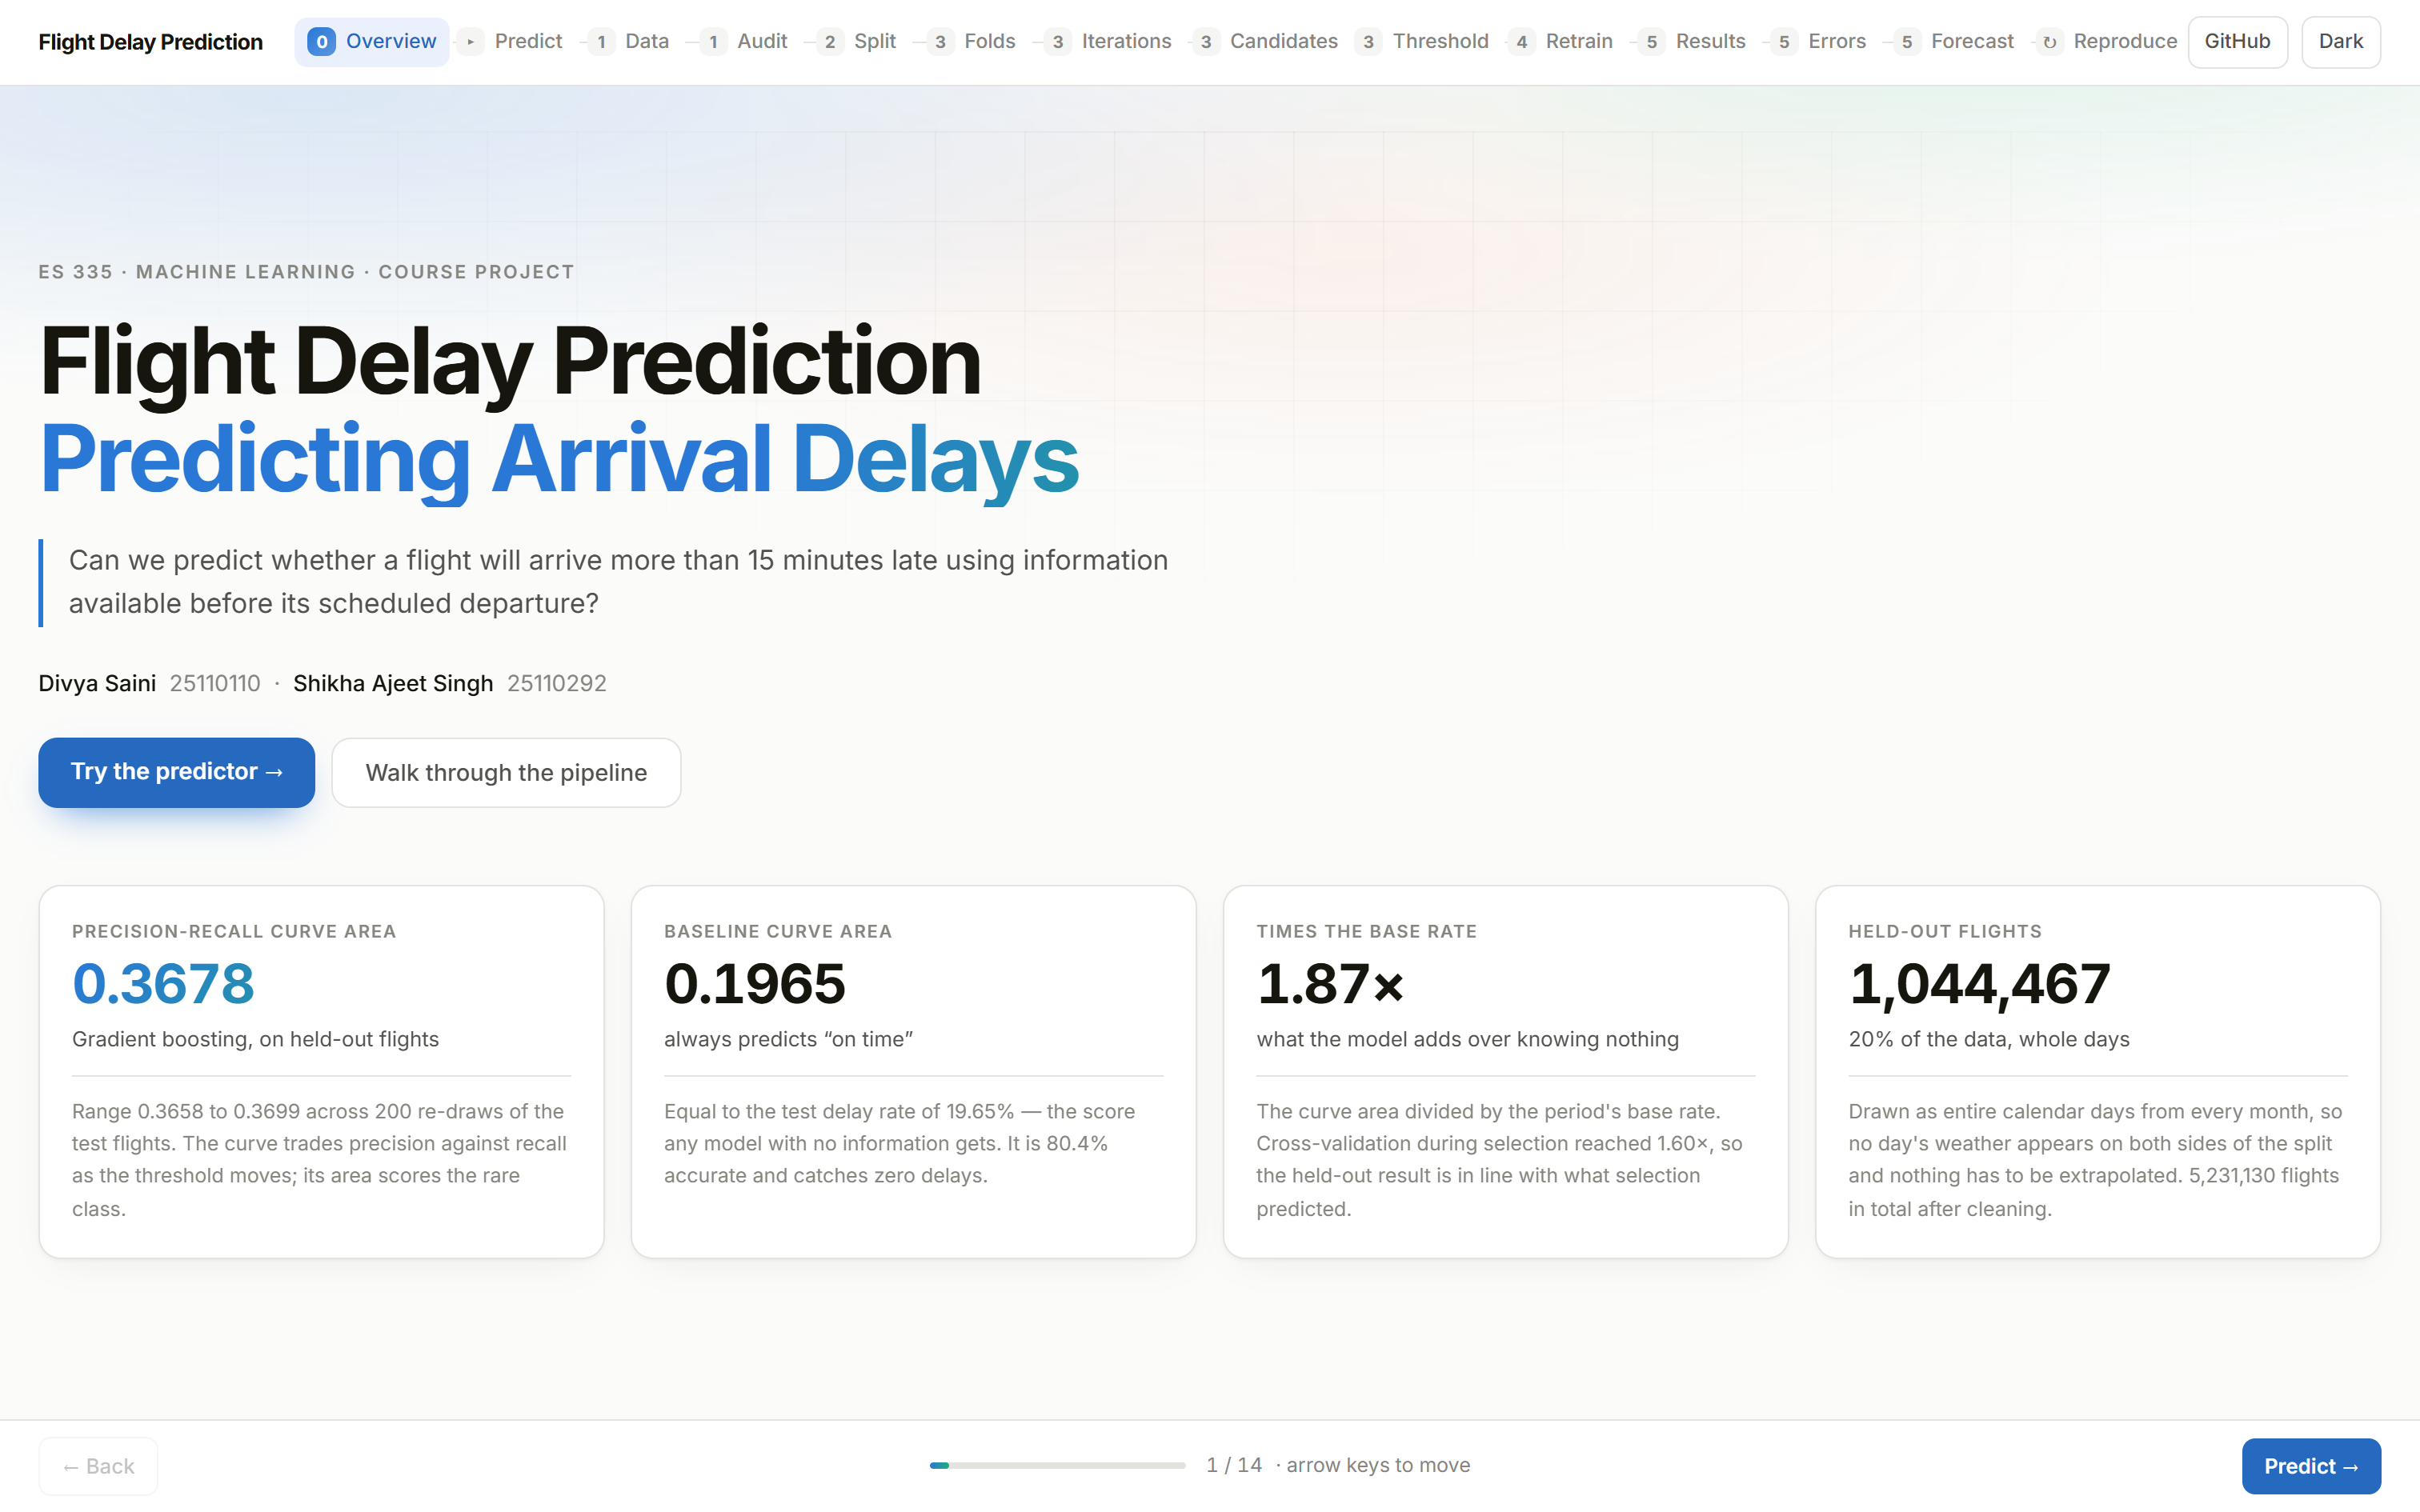 Flight Delay Prediction
0 Overview ▸ Predict 1 Data 1 Audit 2 Split 3 Folds 3 Iterations 3 Candidates 3 Threshold 4 Retrain 5 Results 5 Errors 5 Forecast ↻ Reproduce GitHub Dark
ES 335 · MACHINE LEARNING · COURSE PROJECT
Flight Delay Prediction
Predicting Arrival Delays
Can we predict whether a flight will arrive more than 15 minutes late using information
available before its scheduled departure?
Divya Saini 25110110 · Shikha Ajeet Singh 25110292
Try the predictor →
Walk through the pipeline
PRECISION-RECALL CURVE AREA
0.3678
Gradient boosting, on held-out flights
Range 0.3658 to 0.3699 across 200 re-draws of the
test flights. The curve trades precision against recall
as the threshold moves; its area scores the rare
class.
BASELINE CURVE AREA
0.1965
always predicts “on time”
Equal to the test delay rate of 19.65% — the score
any model with no information gets. It is 80.4%
accurate and catches zero delays.
TIMES THE BASE RATE
1.87×
what the model adds over knowing nothing
The curve area divided by the period's base rate.
Cross-validation during selection reached 1.60×, so
the held-out result is in line with what selection
predicted.
HELD-OUT FLIGHTS
1,044,467
20% of the data, whole days
Drawn as entire calendar days from every month, so
no day's weather appears on both sides of the split
and nothing has to be extrapolated. 5,231,130 flights
in total after cleaning.
← Back
1 / 14 · arrow keys to move
Predict →